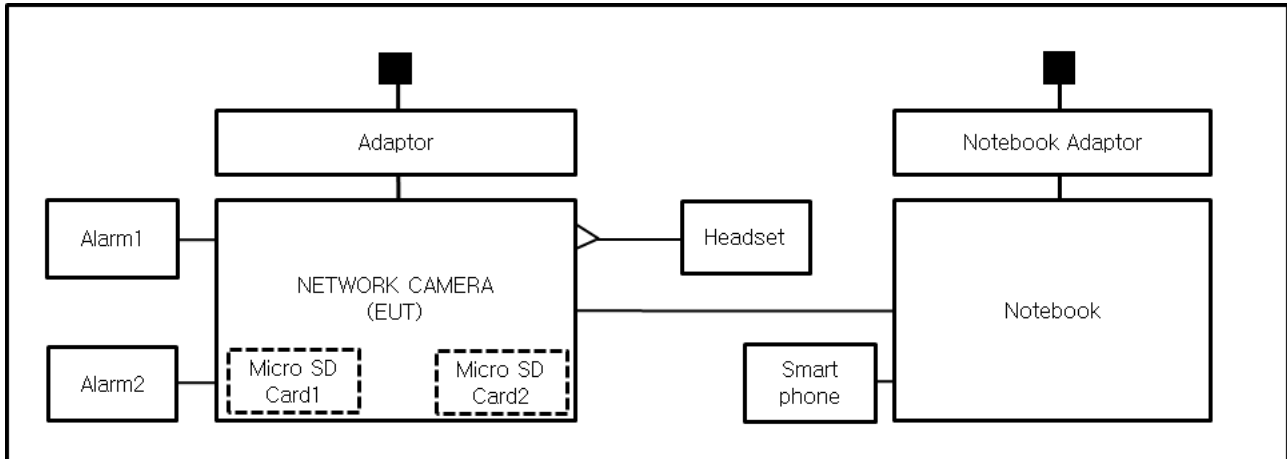 Adaptor
Notebook Adaptor
Alarm1
Headset
NETWORK CAMERA
(EUT)
Notebook
Alarm2
Micro SD
Card1
Micro SD
Card2
Smart
phone